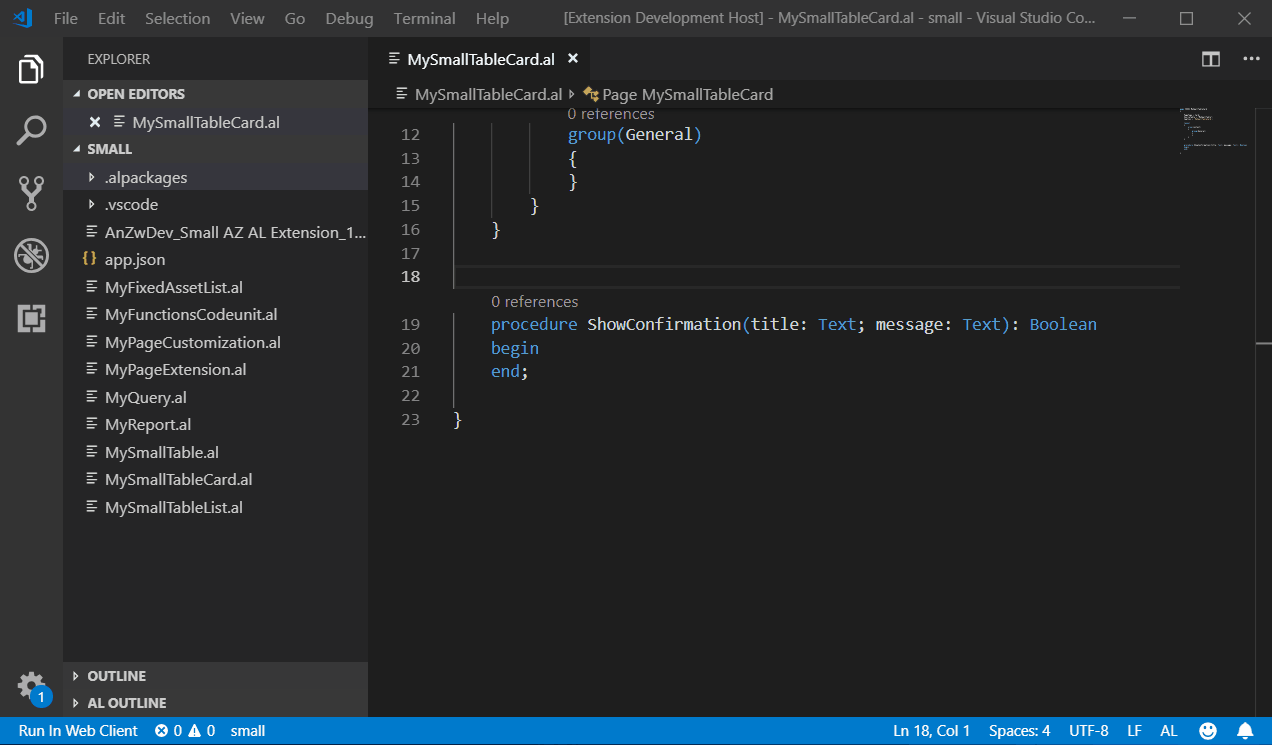 File Edit Selection View Go Debug Terminal Help [Extension Development Host] - MySmallTableCard.al - small - Visual Studio Co...
EXPLORER
OPEN EDITORS
MySmallTableCard.al
SMALL
.alpackages
.vscode
AnZwDev_Small AZ AL Extension_1...
{} app.json
MyFixedAssetList.al
MyFunctionsCodeunit.al
MyPageCustomization.al
MyPageExtension.al
MyQuery.al
MyReport.al
MySmallTable.al
MySmallTableCard.al
MySmallTableList.al
OUTLINE
AL OUTLINE
1
MySmallTableCard.al
MySmallTableCard.al Page MySmallTableCard
0 references
12 group(General)
13 {
14 }
15 }
16 }
17
18
0 references
19 procedure ShowConfirmation(title: Text; message: Text): Boolean
20 begin
21 end;
22
23 }
Run In Web Client 0 0 small Ln 18, Col 1 Spaces: 4 UTF-8 LF AL